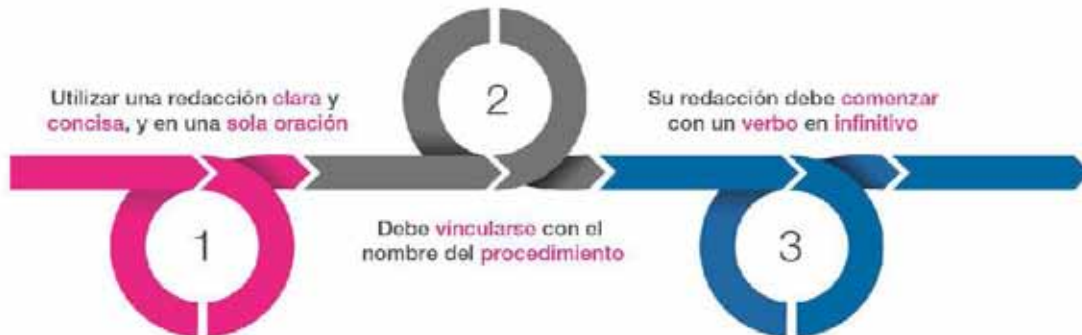 Utilizar una redacción clara y
concisa, y en una sola oración
1
2
Debe vincularse con el
nombre del procedimiento
Su redacción debe comenzar
con un verbo en infinitivo
3